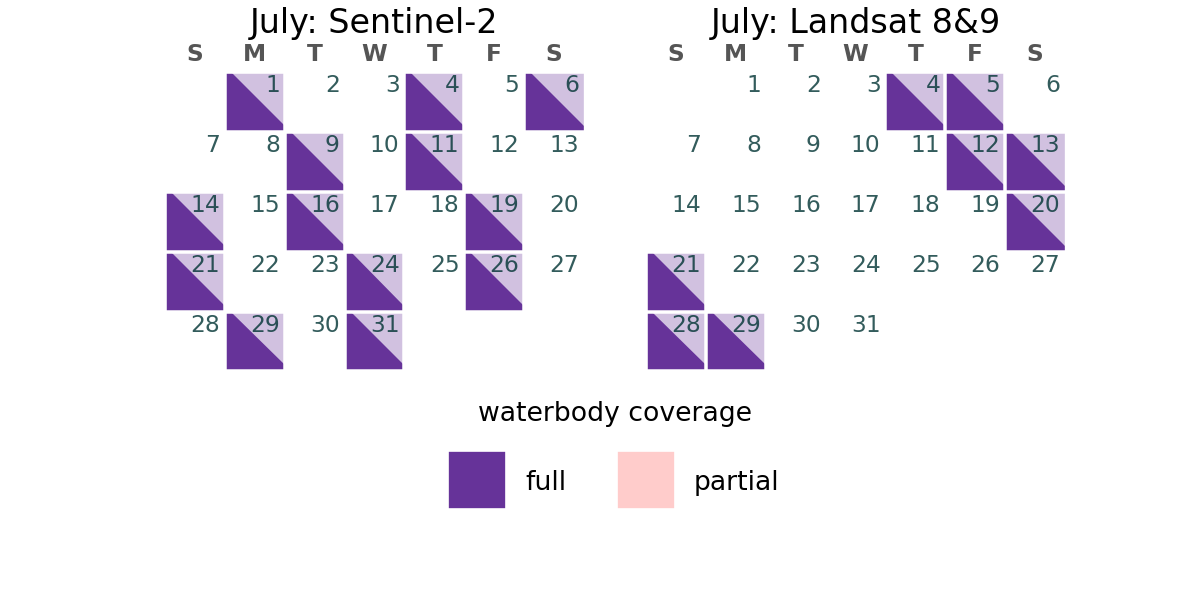 July: Sentinel-2
S M T W T F S
1 2 3 4 5 6
7 8 9 10 11 12 13
14 15 16 17 18 19 20
21 22 23 24 25 26 27
28 29 30 31
July: Landsat 8&9
S M T W T F S
1 2 3 4 5 6
7 8 9 10 11 12 13
14 15 16 17 18 19 20
21 22 23 24 25 26 27
28 29 30 31
waterbody coverage
full partial